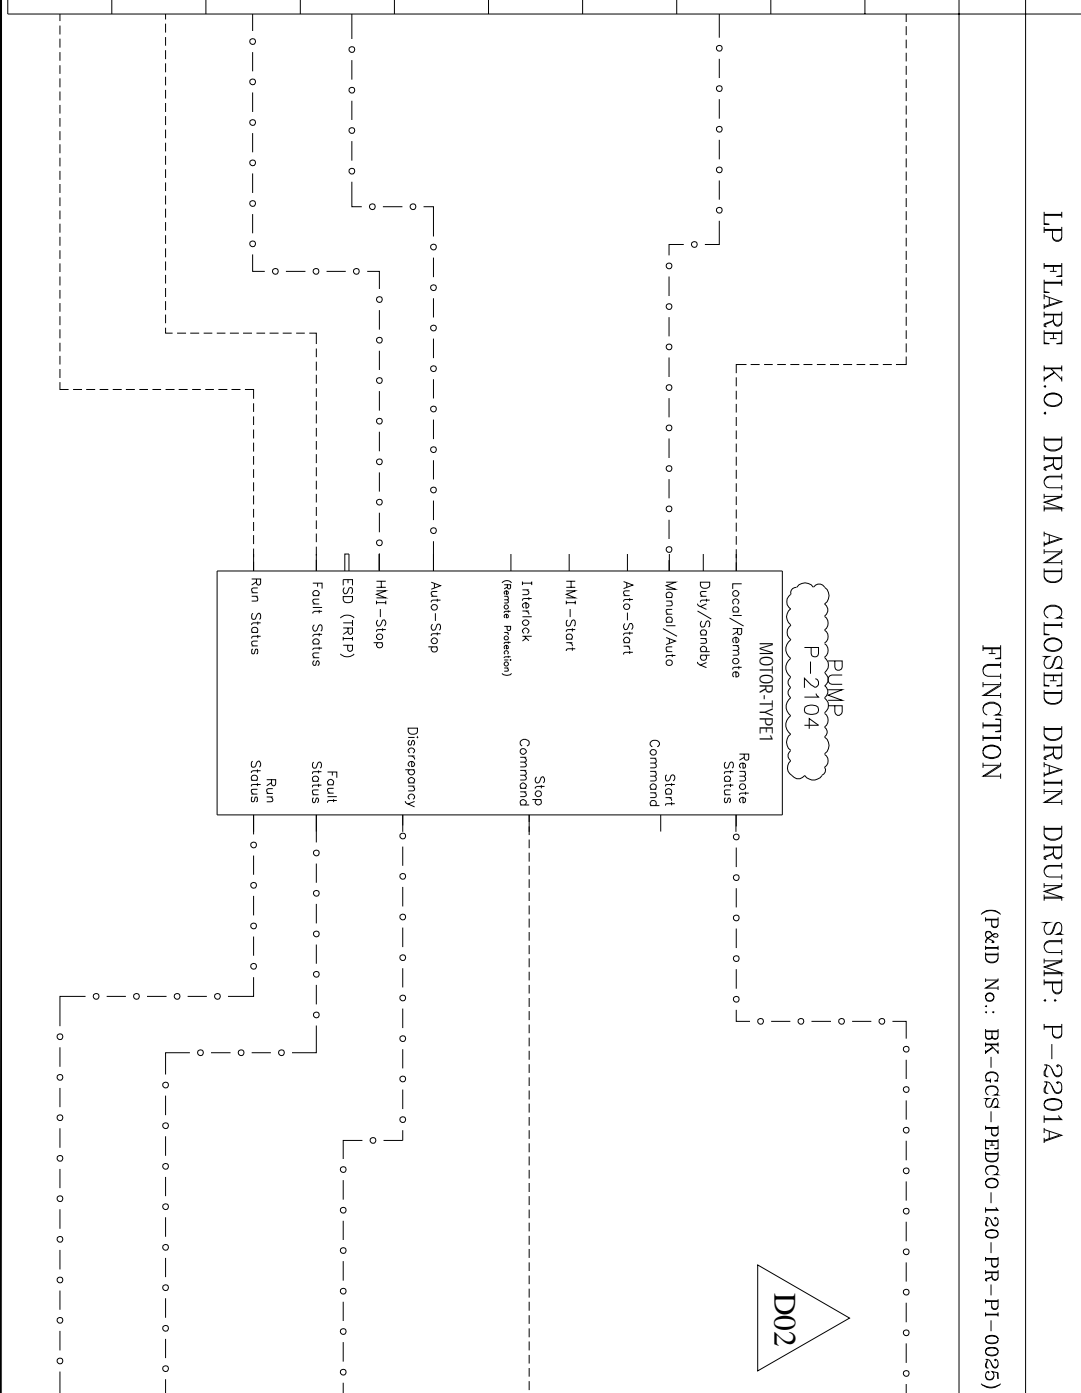 LP FLARE K.O. DRUM AND CLOSED DRAIN DRUM SUMP: P-2201A
FUNCTION
(P&ID No.: BK-GCS-PEDCO-120-PR-PI-0025)
PUMP
P-2104
MOTOR-TYPE1
Local/Remote
Duty/Sandby
Manual/Auto
Auto-Start
HMI-Start
Interlock
(Remote Protection)
Auto-Stop
HMI-Stop
ESD (TRIP)
Fault Status
Run Status
Remote
Status
Start
Command
Stop
Command
Discrepancy
Fault
Status
Run
Status
D02